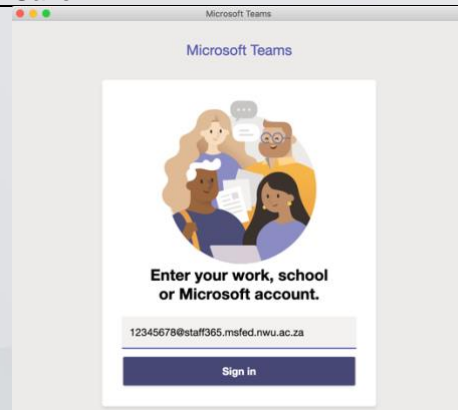 Microsoft Teams
Microsoft Teams
Enter your work, school
or Microsoft account.
12345678@staff365.msfed.nwu.ac.za
Sign in